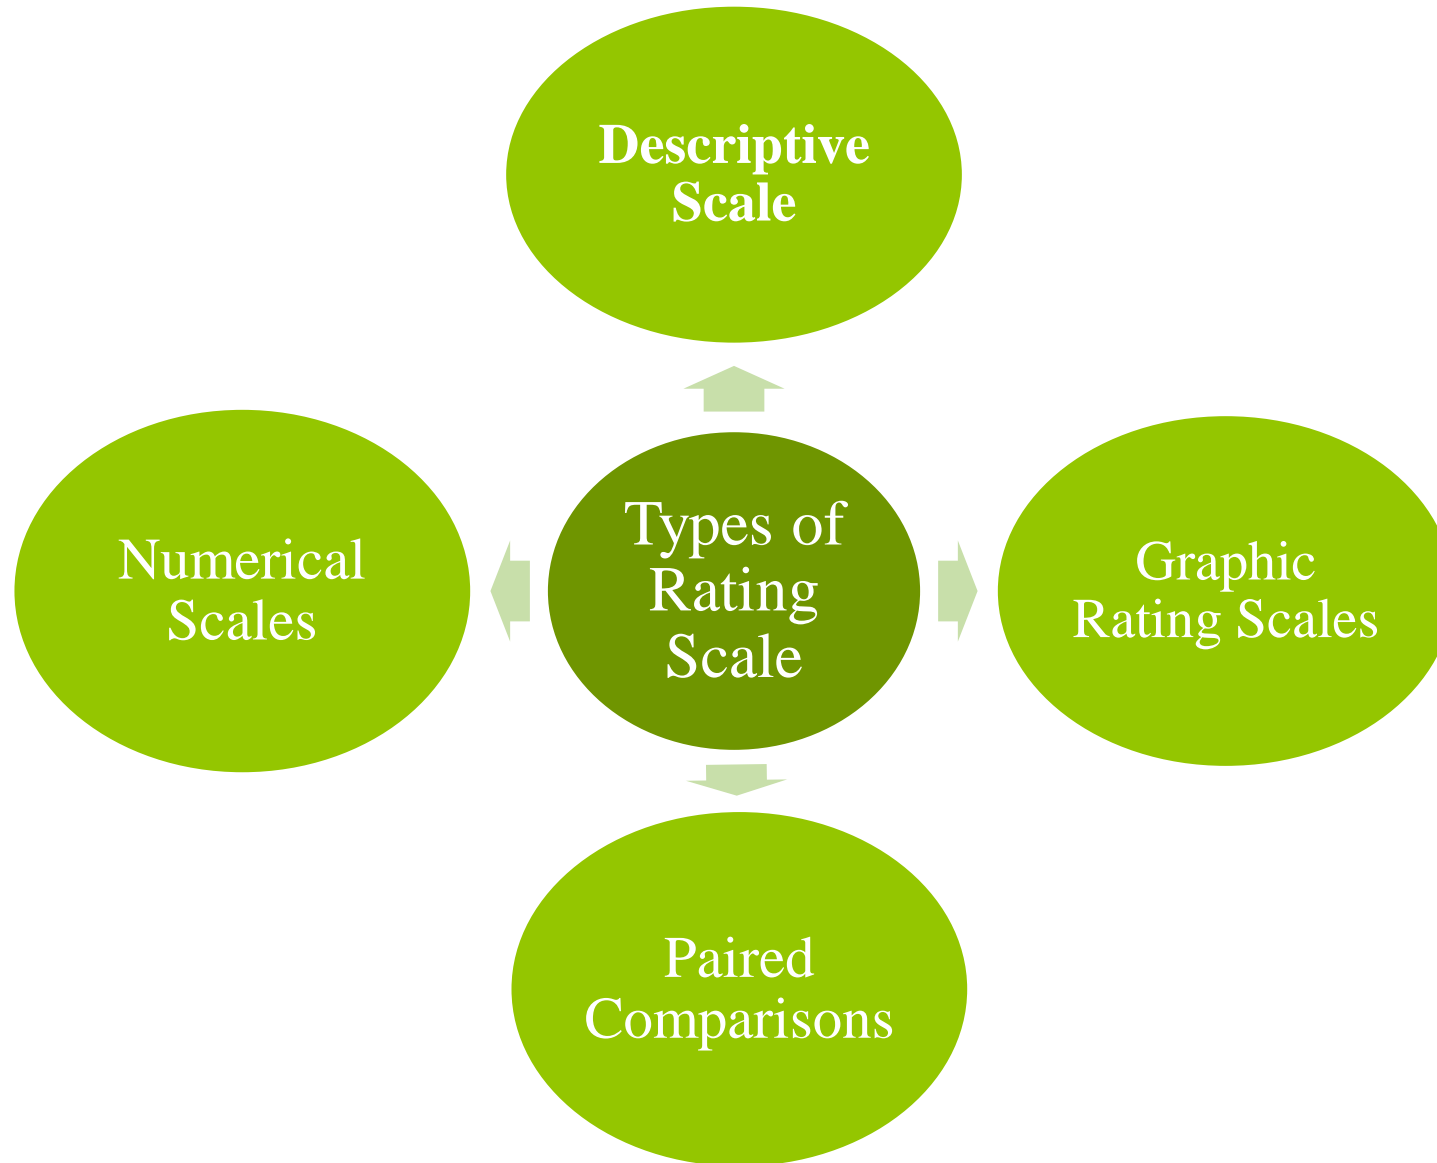 Descriptive
Scale
Numerical
Scales
Types of
Rating
Scale
Graphic
Rating Scales
Paired
Comparisons